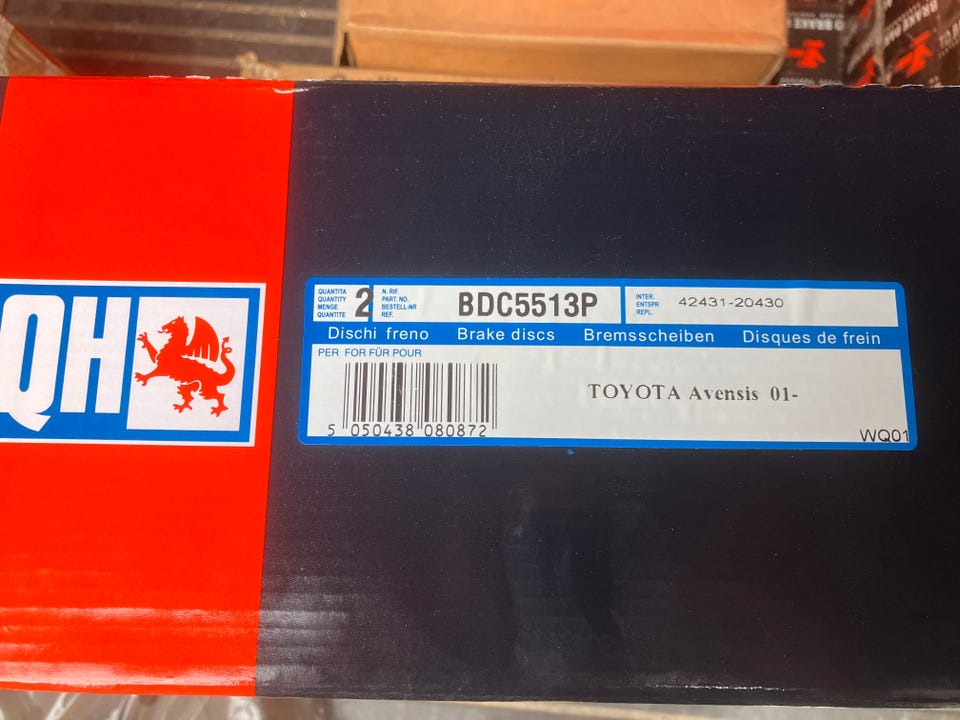 QH
QUANTITA
QUANTITY
MENGE
QUANTITE
2
N. RIF.
PART. NO.
BESTELL-NR
REF.
BDC5513P
INTER.
ENTSPR
REPL.
42431-20430
Dischi freno Brake discs Bremsscheiben Disques de frein
PER FOR FÜR POUR
TOYOTA Avensis 01-
5 050438 080872
WQ01